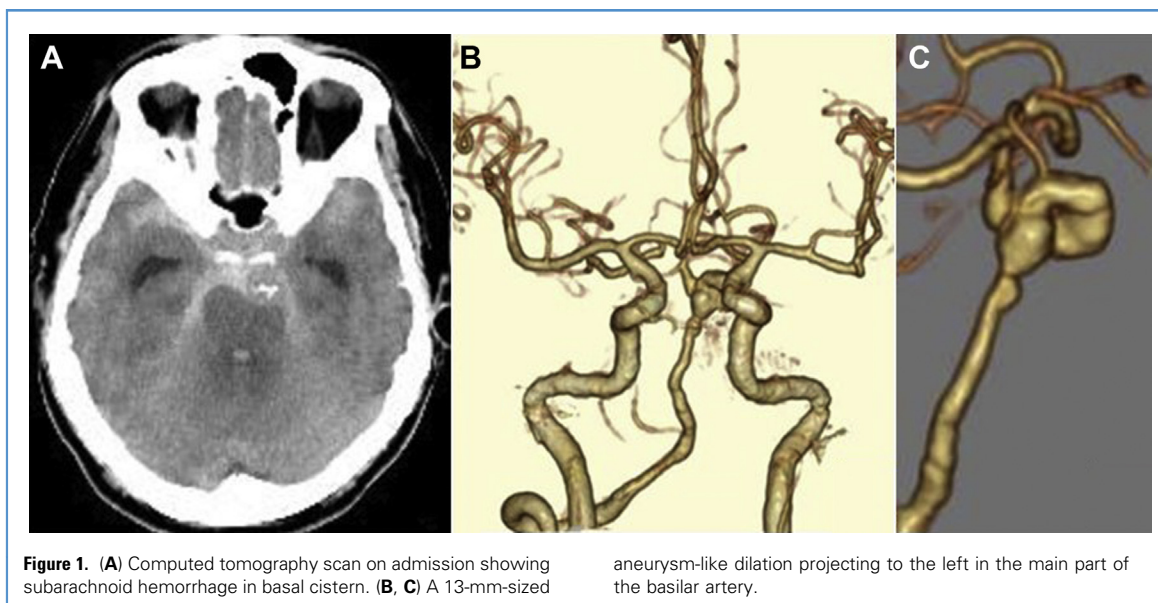 A
B
C
Figure 1. (A) Computed tomography scan on admission showing
subarachnoid hemorrhage in basal cistern. (B, C) A 13-mm-sized
aneurysm-like dilation projecting to the left in the main part of
the basilar artery.